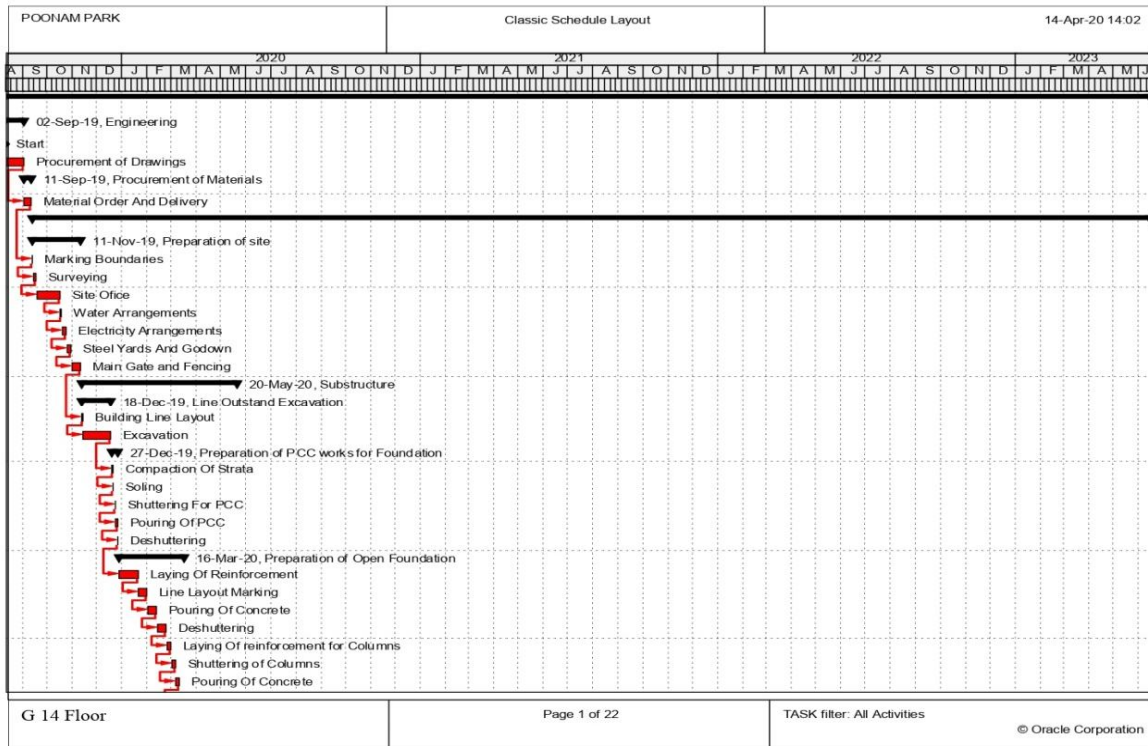 POONAM PARK Classic Schedule Layout 14-Apr-20 14:02
2020 2021 2022 2023
A S O N D J F M A M J J A S O N D J F M A M J J A S O N D J F M A M J J A S O N D J F M A M J
02-Sep-19, Engineering
Start
Procurement of Drawings
11-Sep-19, Procurement of Materials
Material Order And Delivery
11-Nov-19, Preparation of site
Marking Boundaries
Surveying
Site Ofice
Water Arrangements
Electricity Arrangements
Steel Yards And Godown
Main Gate and Fencing
20-May-20, Substructure
18-Dec-19, Line Outstand Excavation
Building Line Layout
Excavation
27-Dec-19, Preparation of PCC works for Foundation
Compaction Of Strata
Soling
Shuttering For PCC
Pouring Of PCC
Deshuttering
16-Mar-20, Preparation of Open Foundation
Laying Of Reinforcement
Line Layout Marking
Pouring Of Concrete
Deshuttering
Laying Of reinforcement for Columns
Shuttering of Columns
Pouring Of Concrete
G 14 Floor Page 1 of 22 TASK filter: All Activities
© Oracle Corporation